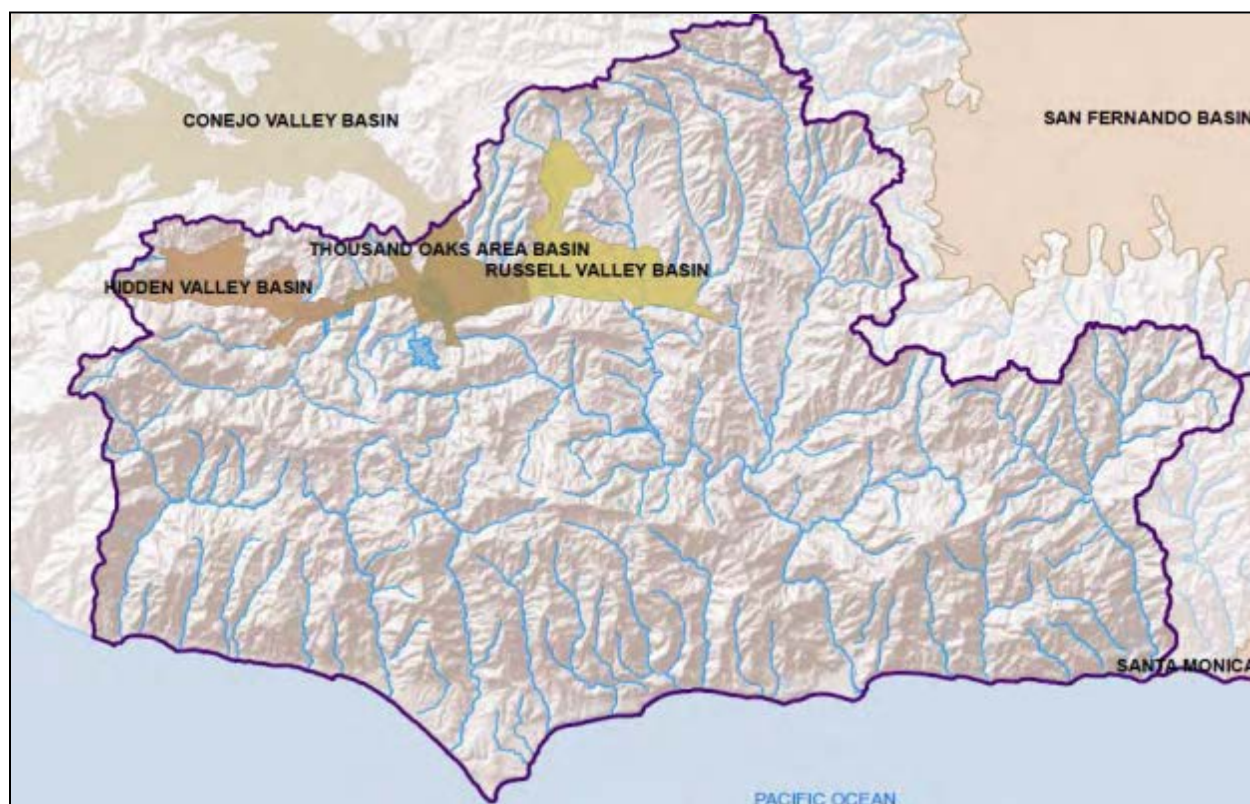 CONEJO VALLEY BASIN
SAN FERNANDO BASIN
THOUSAND OAKS AREA BASIN
RUSSELL VALLEY BASIN
HIDDEN VALLEY BASIN
SANTA MONICA
PACIFIC OCEAN